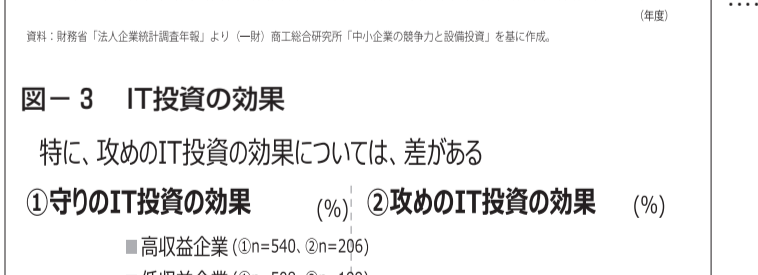 (年度)
資料：財務省「法人企業統計調査年報」より（一財）商工総合研究所「中小企業の競争力と設備投資」を基に作成。
図－3　IT投資の効果
特に、攻めのIT投資の効果については、差がある
①守りのIT投資の効果 (%) ②攻めのIT投資の効果 (%)
■高収益企業 (①n=540、②n=206)